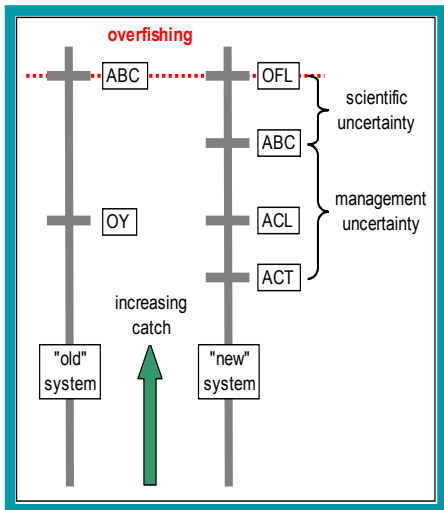 overfishing
ABC
OFL
scientific
uncertainty
ABC
management
uncertainty
OY
ACL
ACT
increasing
catch
"old"
system
"new"
system